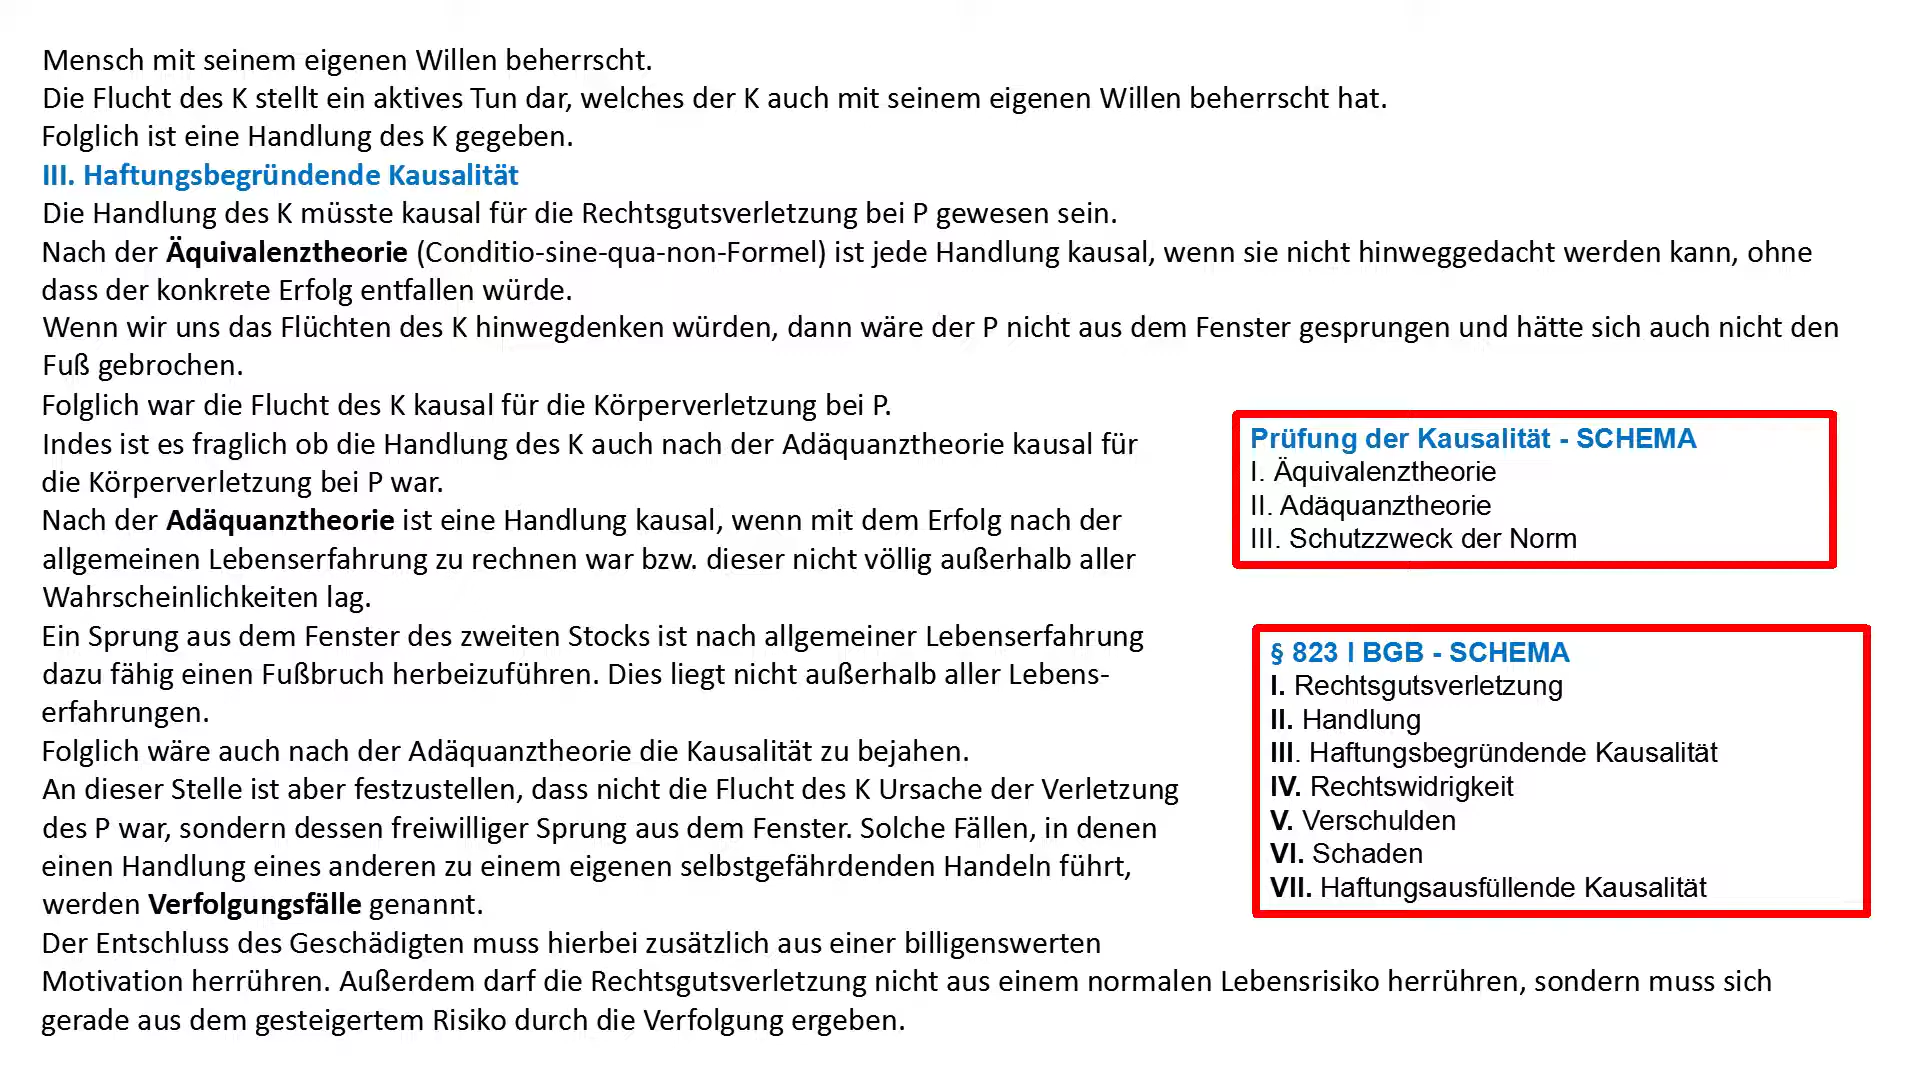 Mensch mit seinem eigenen Willen beherrscht.
Die Flucht des K stellt ein aktives Tun dar, welches der K auch mit seinem eigenen Willen beherrscht hat.
Folglich ist eine Handlung des K gegeben.
III. Haftungsbegründende Kausalität
Die Handlung des K müsste kausal für die Rechtsgutsverletzung bei P gewesen sein.
Nach der Äquivalenztheorie (Conditio-sine-qua-non-Formel) ist jede Handlung kausal, wenn sie nicht hinweggedacht werden kann, ohne
dass der konkrete Erfolg entfallen würde.
Wenn wir uns das Flüchten des K hinwegdenken würden, dann wäre der P nicht aus dem Fenster gesprungen und hätte sich auch nicht den
Fuß gebrochen.
Folglich war die Flucht des K kausal für die Körperverletzung bei P.
Indes ist es fraglich ob die Handlung des K auch nach der Adäquanztheorie kausal für
die Körperverletzung bei P war.
Nach der Adäquanztheorie ist eine Handlung kausal, wenn mit dem Erfolg nach der
allgemeinen Lebenserfahrung zu rechnen war bzw. dieser nicht völlig außerhalb aller
Wahrscheinlichkeiten lag.
Ein Sprung aus dem Fenster des zweiten Stocks ist nach allgemeiner Lebenserfahrung
dazu fähig einen Fußbruch herbeizuführen. Dies liegt nicht außerhalb aller Lebens-
erfahrungen.
Folglich wäre auch nach der Adäquanztheorie die Kausalität zu bejahen.
An dieser Stelle ist aber festzustellen, dass nicht die Flucht des K Ursache der Verletzung
des P war, sondern dessen freiwilliger Sprung aus dem Fenster. Solche Fällen, in denen
einen Handlung eines anderen zu einem eigenen selbstgefährdenden Handeln führt,
werden Verfolgungsfälle genannt.
Der Entschluss des Geschädigten muss hierbei zusätzlich aus einer billigenswerten
Motivation herrühren. Außerdem darf die Rechtsgutsverletzung nicht aus einem normalen Lebensrisiko herrühren, sondern muss sich
gerade aus dem gesteigertem Risiko durch die Verfolgung ergeben.
Prüfung der Kausalität - SCHEMA
I. Äquivalenztheorie
II. Adäquanztheorie
III. Schutzzweck der Norm
§ 823 I BGB - SCHEMA
I. Rechtsgutsverletzung
II. Handlung
III. Haftungsbegründende Kausalität
IV. Rechtswidrigkeit
V. Verschulden
VI. Schaden
VII. Haftungsausfüllende Kausalität